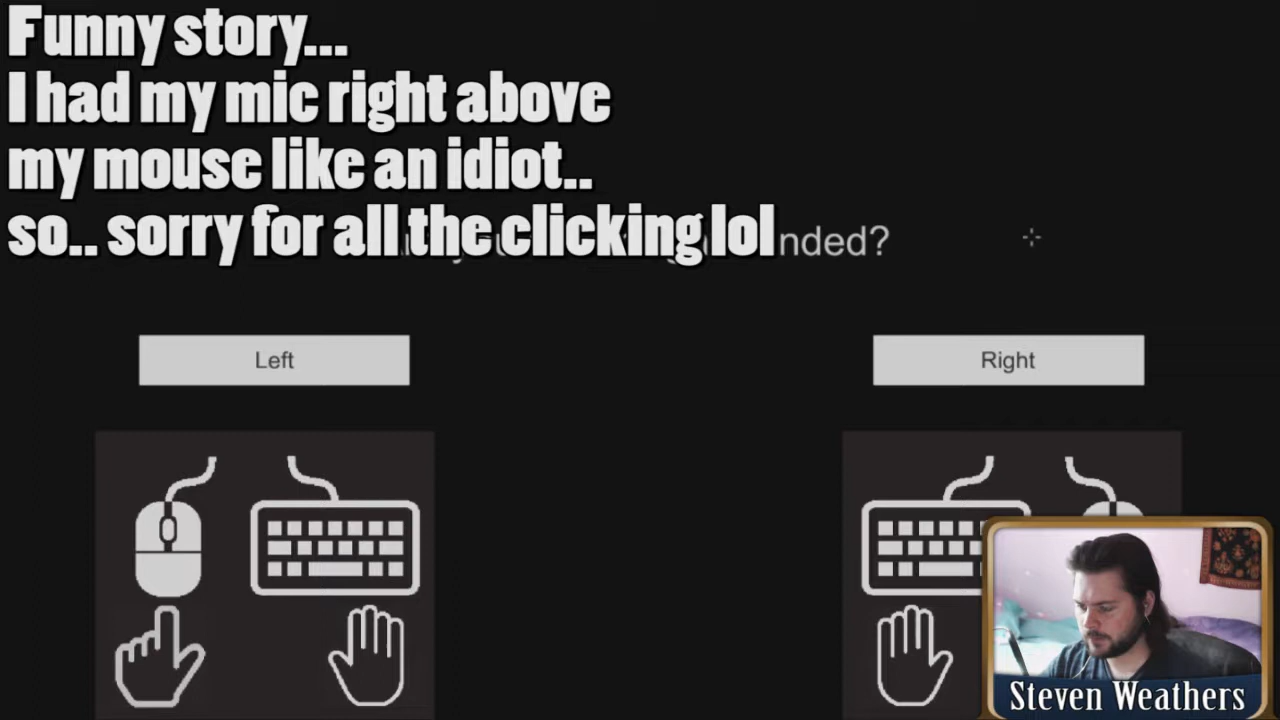 Funny story...
I had my mic right above
my mouse like an idiot..
so.. sorry for all the clicking lol
nded?
Left
Right
Steven Weathers